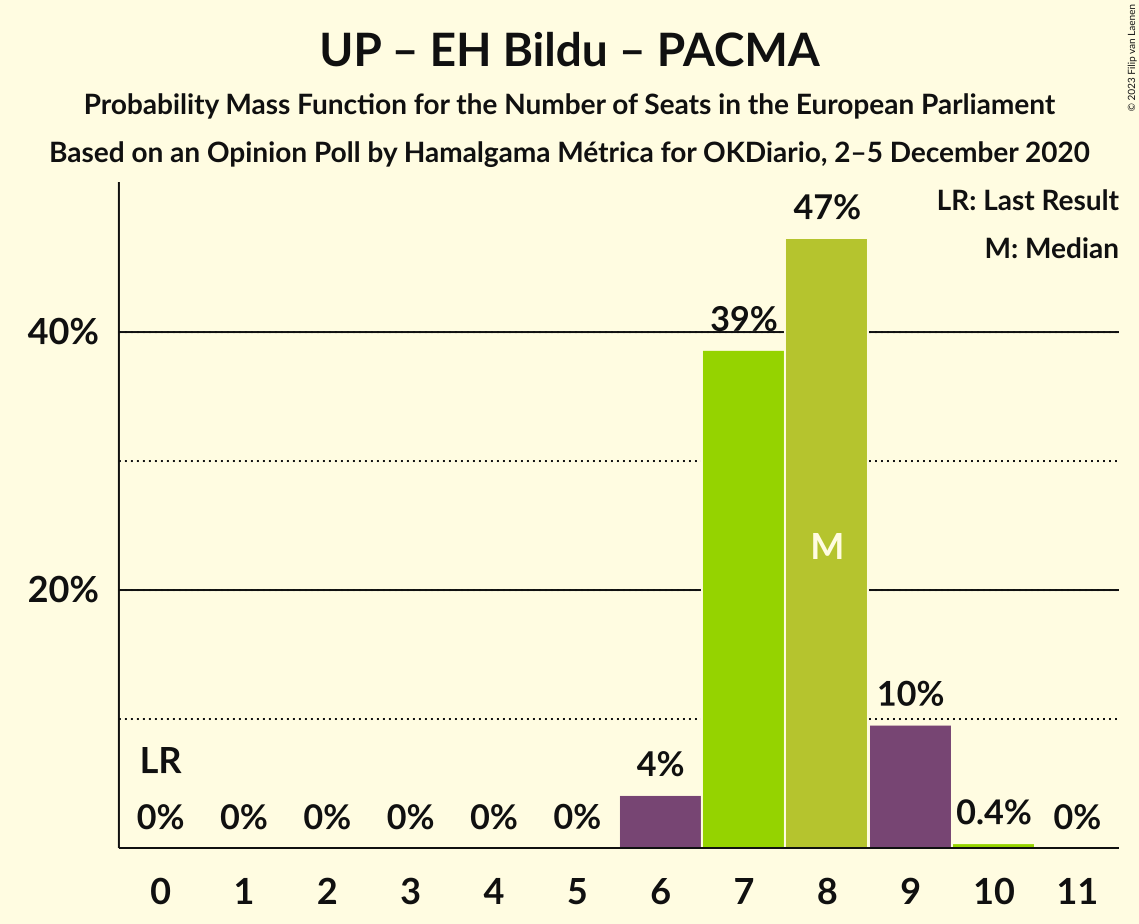 UP – EH Bildu – PACMA
Probability Mass Function for the Number of Seats in the European Parliament
Based on an Opinion Poll by Hamalgama Métrica for OKDiario, 2–5 December 2020
© 2023 Filip van Laenen
LR: Last Result
M: Median
47%
39%
40%
M
20%
10%
LR
4%
0% 0% 0% 0% 0% 0% 0.4% 0%
0 1 2 3 4 5 6 7 8 9 10 11